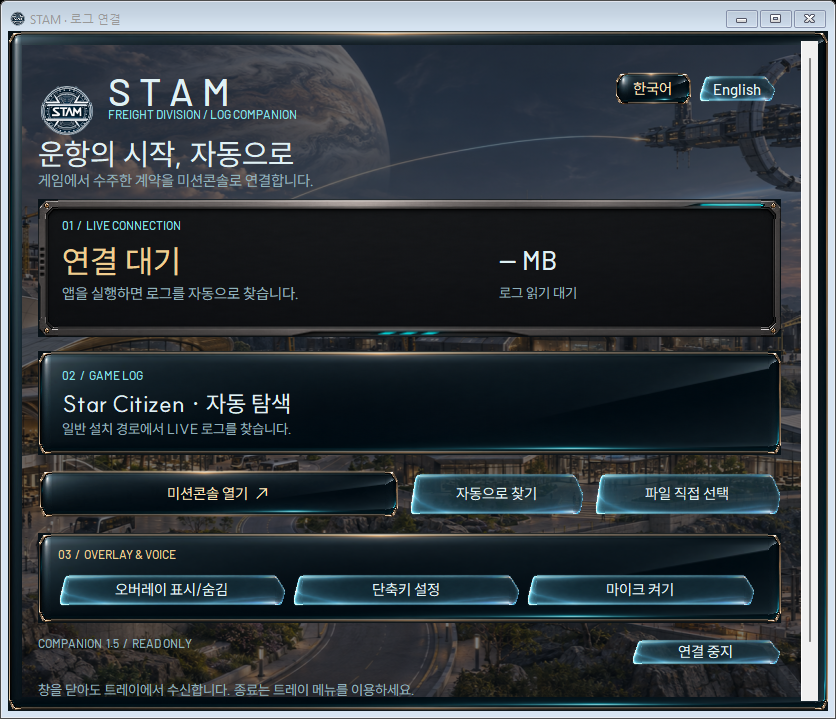 STAM · 로그 연결
STAM
한국어
English
FREIGHT DIVISION / LOG COMPANION
STAM
운항의 시작, 자동으로
게임에서 수주한 계약을 미션콘솔로 연결합니다.
01 / LIVE CONNECTION
연결 대기
– MB
앱을 실행하면 로그를 자동으로 찾습니다.
로그 읽기 대기
02 / GAME LOG
Star Citizen · 자동 탐색
일반 설치 경로에서 LIVE 로그를 찾습니다.
미션콘솔 열기 ↗
자동으로 찾기
파일 직접 선택
03 / OVERLAY & VOICE
오버레이 표시/숨김
단축키 설정
마이크 켜기
COMPANION 1.5 / READ ONLY
연결 중지
창을 닫아도 트레이에서 수신합니다. 종료는 트레이 메뉴를 이용하세요.